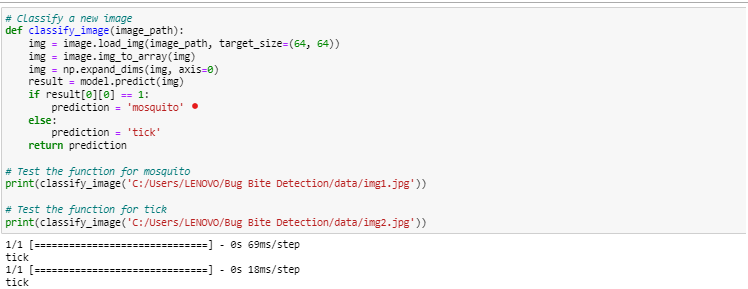 # Classify a new image
def classify_image(image_path):
    img = image.load_img(image_path, target_size=(64, 64))
    img = image.img_to_array(img)
    img = np.expand_dims(img, axis=0)
    result = model.predict(img)
    if result[0][0] == 1:
        prediction = 'mosquito'
    else:
        prediction = 'tick'
    return prediction

# Test the function for mosquito
print(classify_image('C:/Users/LENOVO/Bug Bite Detection/data/img1.jpg'))

# Test the function for tick
print(classify_image('C:/Users/LENOVO/Bug Bite Detection/data/img2.jpg'))
1/1 [==============================] - 0s 69ms/step
tick
1/1 [==============================] - 0s 18ms/step
tick